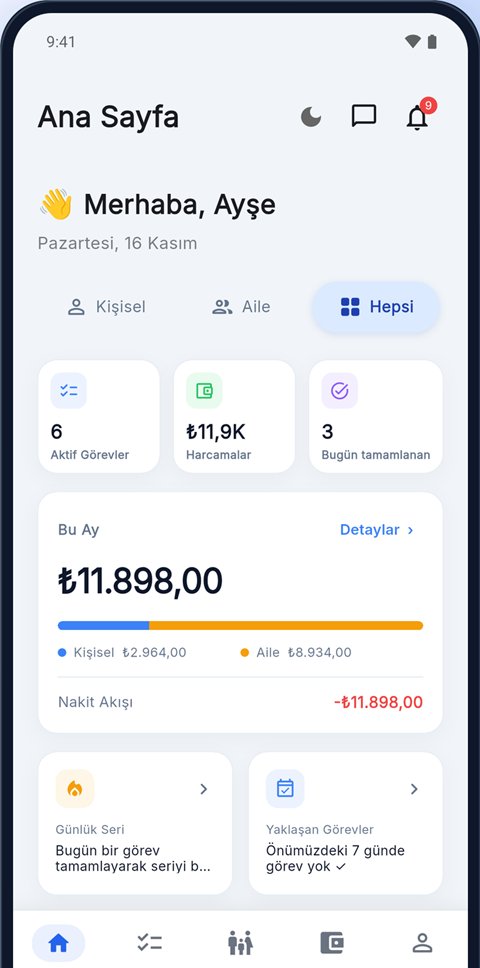 9:41
Ana Sayfa
9
👋 Merhaba, Ayşe
Pazartesi, 16 Kasım
Kişisel Aile Hepsi
6 ₺11,9K 3
Aktif Görevler Harcamalar Bugün tamamlanan
Bu Ay Detaylar ›
₺11.898,00
Kişisel ₺2.964,00 Aile ₺8.934,00
Nakit Akışı -₺11.898,00
Günlük Seri
Bugün bir görev
tamamlayarak seriyi b...
Yaklaşan Görevler
Önümüzdeki 7 günde
görev yok ✓